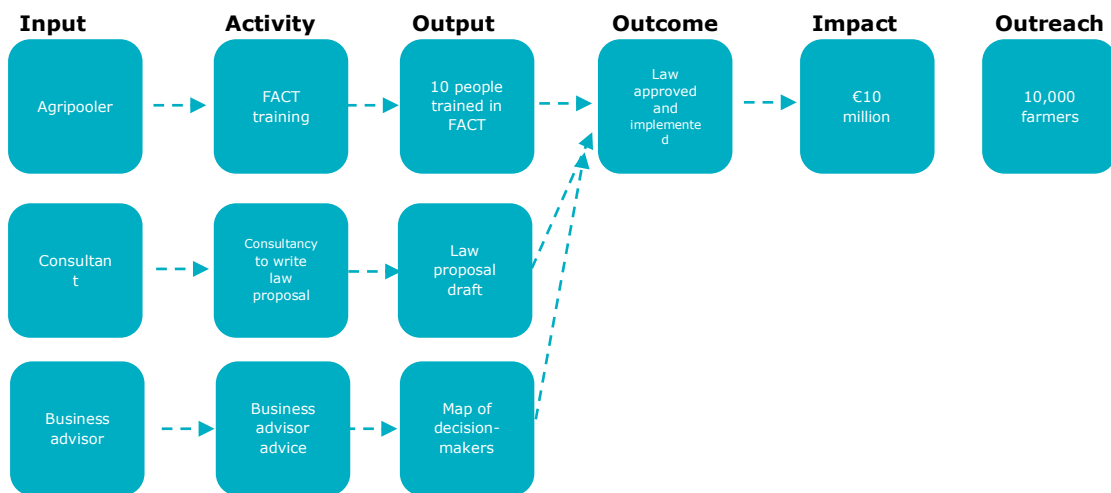 Input
Activity
Output
Outcome
Impact
Outreach
Agripooler
FACT
training
10 people
trained in
FACT
Law
approved
and
implemente
d
€10
million
10,000
farmers
Consultan
t
Consultancy
to write
law
proposal
Law
proposal
draft
Business
advisor
Business
advisor
advice
Map of
decision-
makers